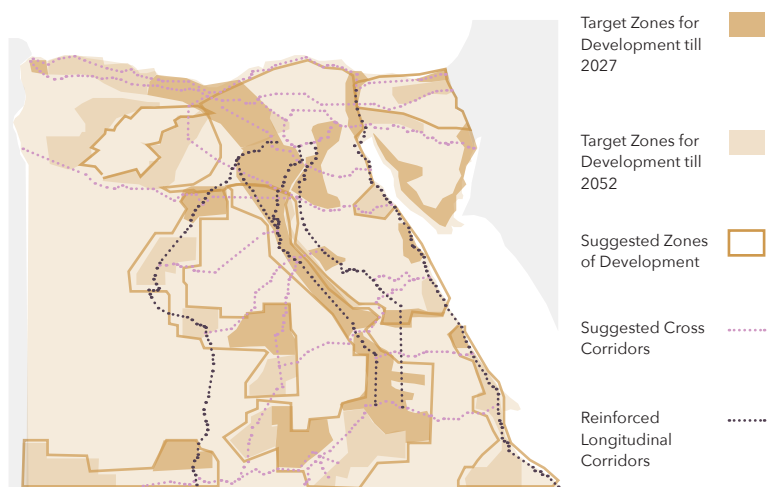 Target Zones for
Development till
2027
Target Zones for
Development till
2052
Suggested Zones
of Development
Suggested Cross
Corridors
Reinforced
Longitudinal
Corridors